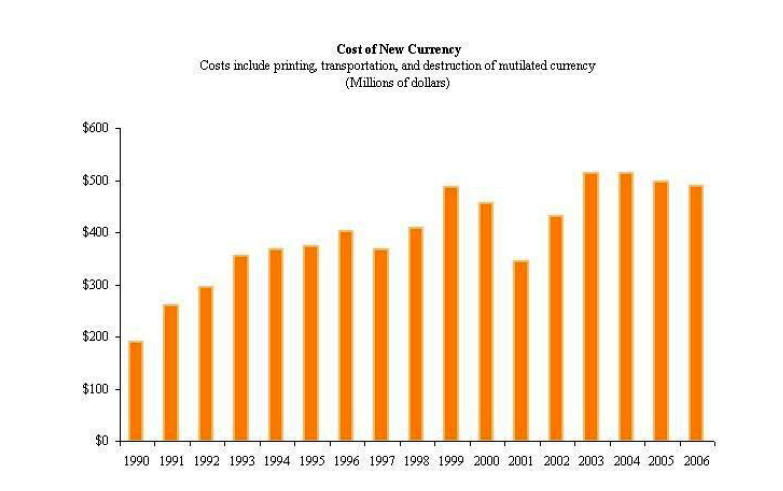 Cost of New Currency
Costs include printing, transportation, and destruction of mutilated currency
(Millions of dollars)
$600
$500
$400
$300
$200
$100
$0
1990 1991 1992 1993 1994 1995 1996 1997 1998 1999 2000 2001 2002 2003 2004 2005 2006